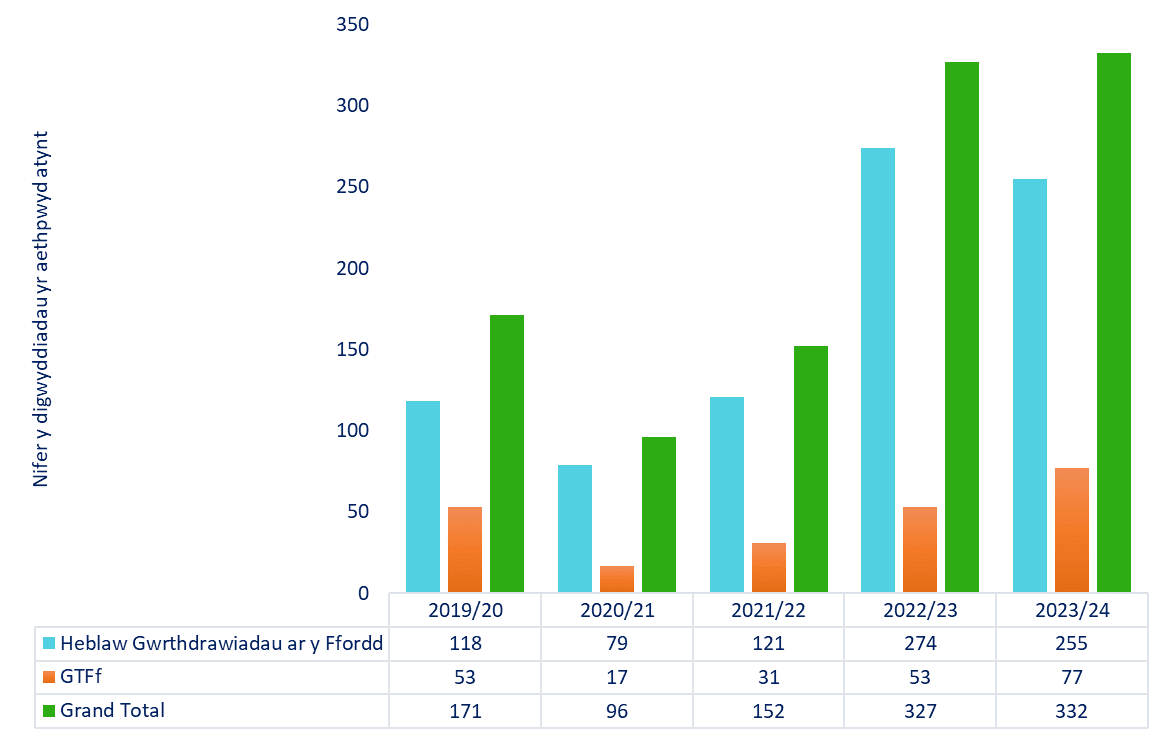 350
300
250
200
150
100
50
0
Nifer y digwyddiadau yr aethpwyd atynt
2019/20 2020/21 2021/22 2022/23 2023/24
Heblaw Gwrthdrawiadau ar y Ffordd 118 79 121 274 255
GTFf 53 17 31 53 77
Grand Total 171 96 152 327 332